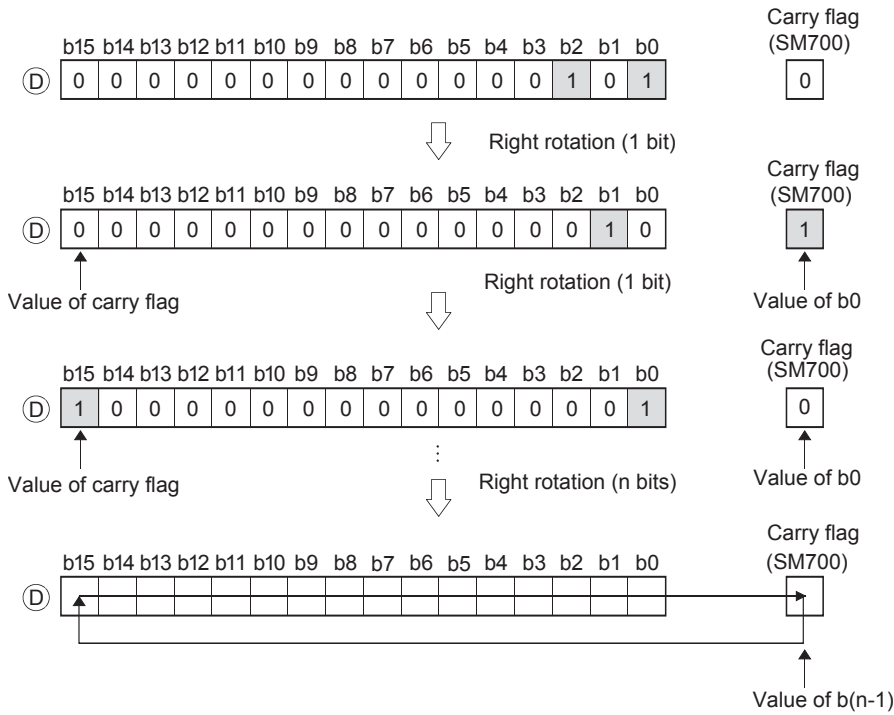 Carry flag
(SM700)
b15 b14 b13 b12 b11 b10 b9 b8 b7 b6 b5 b4 b3 b2 b1 b0
D 0 0 0 0 0 0 0 0 0 0 0 0 0 1 0 1 0
Right rotation (1 bit)
Carry flag
(SM700)
b15 b14 b13 b12 b11 b10 b9 b8 b7 b6 b5 b4 b3 b2 b1 b0
D 0 0 0 0 0 0 0 0 0 0 0 0 0 0 1 0 1
Right rotation (1 bit)
Value of carry flag
Value of b0
Carry flag
(SM700)
b15 b14 b13 b12 b11 b10 b9 b8 b7 b6 b5 b4 b3 b2 b1 b0
D 1 0 0 0 0 0 0 0 0 0 0 0 0 0 0 1 0
Value of carry flag
Right rotation (n bits)
Value of b0
Carry flag
(SM700)
b15 b14 b13 b12 b11 b10 b9 b8 b7 b6 b5 b4 b3 b2 b1 b0
D
Value of b(n-1)